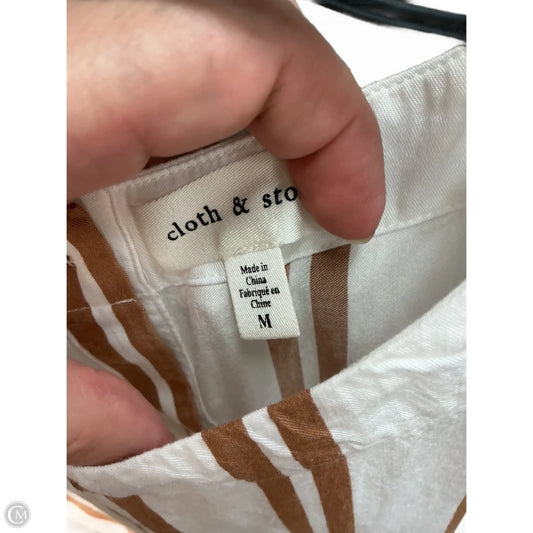 cloth & sto
Made in
China
Fabriqué en
Chine
M